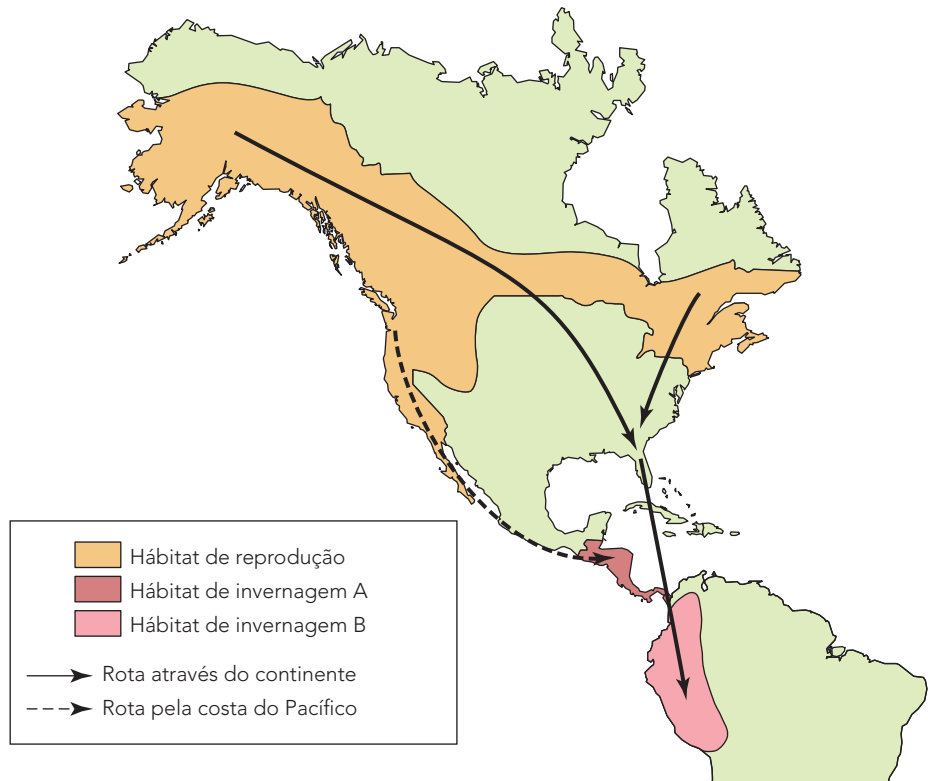 Hábitat de reprodução
Hábitat de invernagem A
Hábitat de invernagem B
Rota através do continente
Rota pela costa do Pacífico